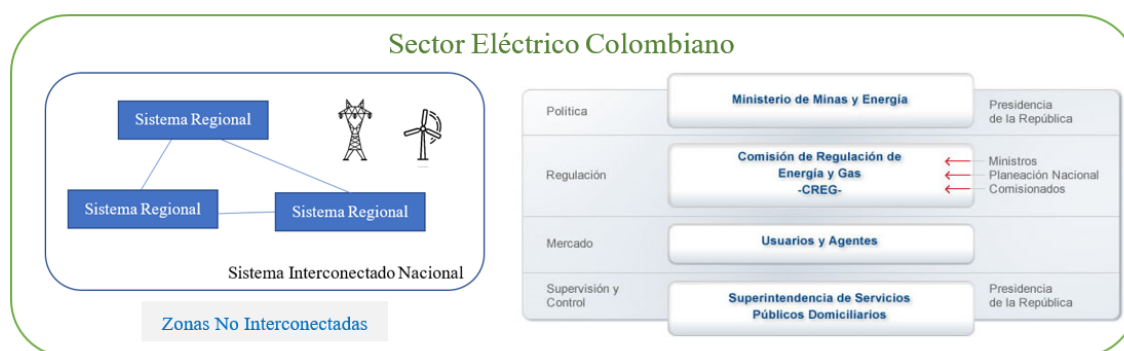 Sector Eléctrico Colombiano
Sistema Regional
Sistema Regional
Sistema Regional
Sistema Interconectado Nacional
Zonas No Interconectadas
Política
Ministerio de Minas y Energía
Presidencia
de la República
Regulación
Comisión de Regulación de
Energía y Gas
-CREG-
Ministros
Planeación Nacional
Comisionados
Mercado
Usuarios y Agentes
Supervisión y
Control
Superintendencia de Servicios
Públicos Domiciliarios
Presidencia
de la República